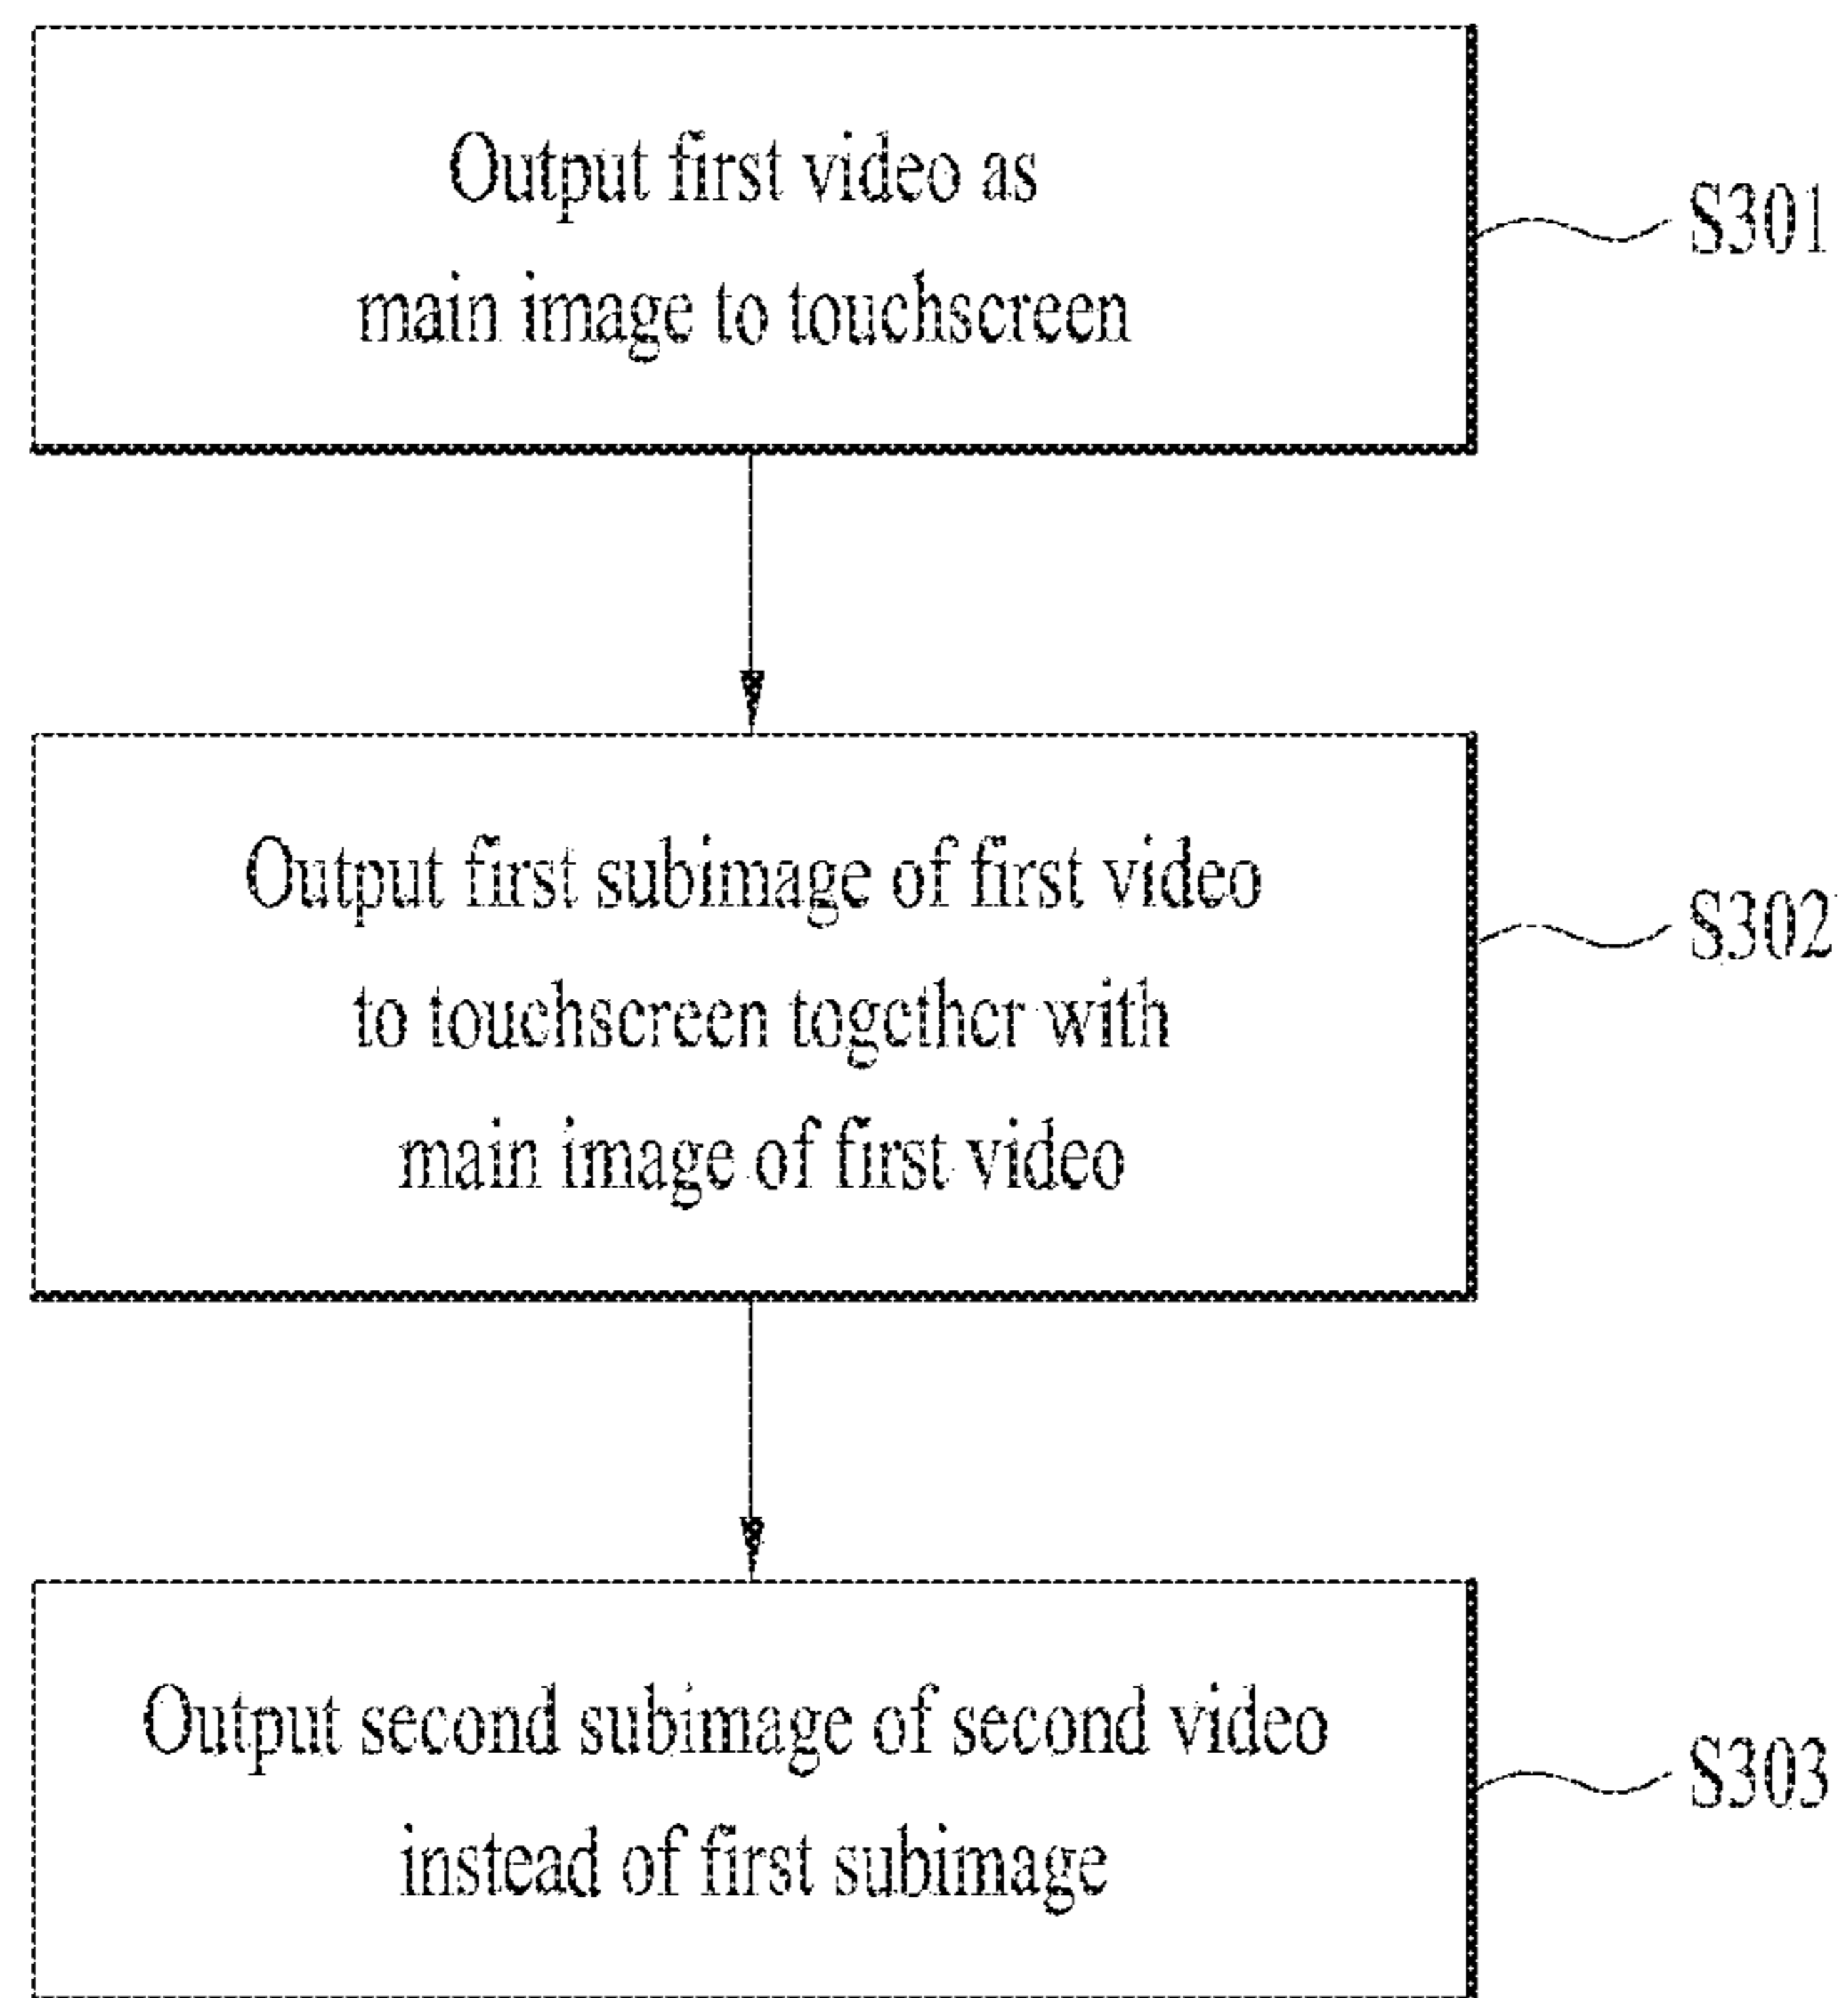 Output first video as
main image to touchscreen
S301
Output first subimage of first video
to touchscreen together with
main image of first video
S302
Output second subimage of second video
instead of first subimage
S303